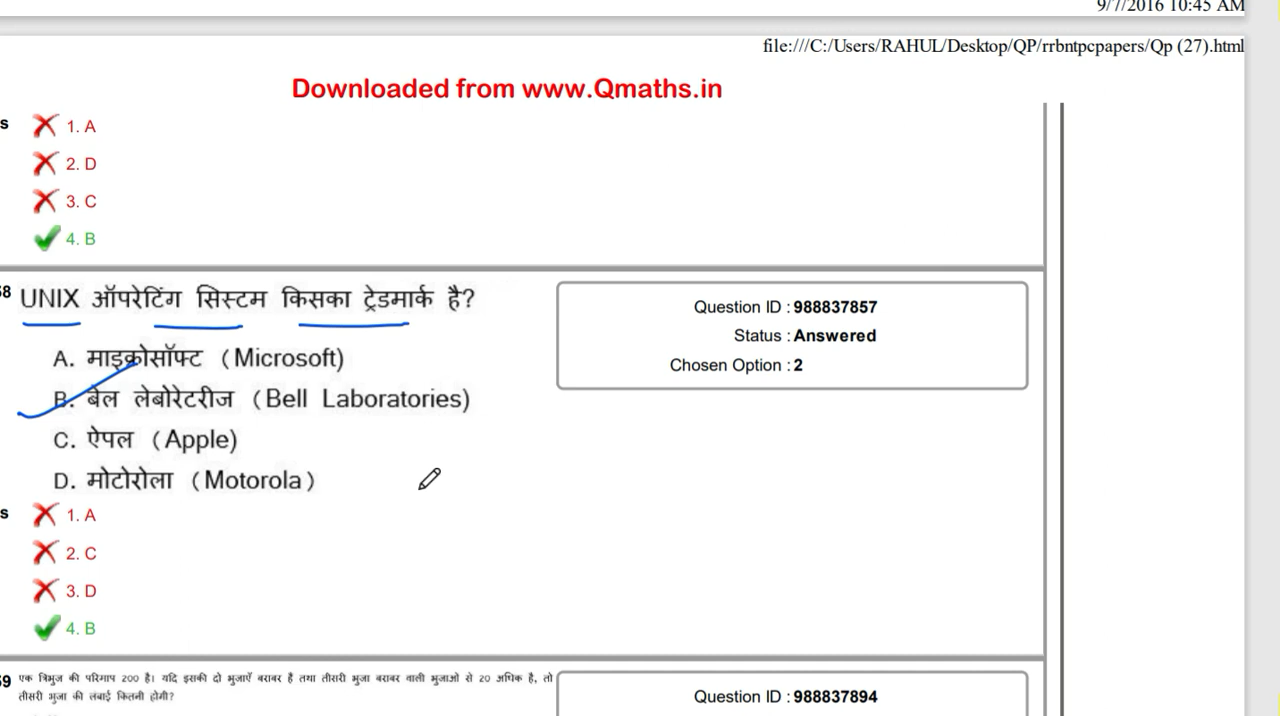 9/7/2016 10:45 AM
file:///C:/Users/RAHUL/Desktop/QP/rrbntpcpapers/Qp (27).html
Downloaded from www.Qmaths.in
s 1. A
2. D
3. C
4. B
58 UNIX ऑपरेटिंग सिस्टम किसका ट्रेडमार्क है?
A. माइक्रोसॉफ्ट (Microsoft)
B. बेल लेबोरेटरीज (Bell Laboratories)
C. ऐपल (Apple)
D. मोटोरोला (Motorola)
Question ID : 988837857
Status : Answered
Chosen Option : 2
s 1. A
2. C
3. D
4. B
59 एक त्रिभुज की परिमाप 200 है। यदि इसकी दो भुजाएँ बराबर हैं तथा तीसरी भुजा बराबर वाली भुजाओं से 20 अधिक है, तो
तीसरी भुजा की लंबाई कितनी होगी?
Question ID : 988837894